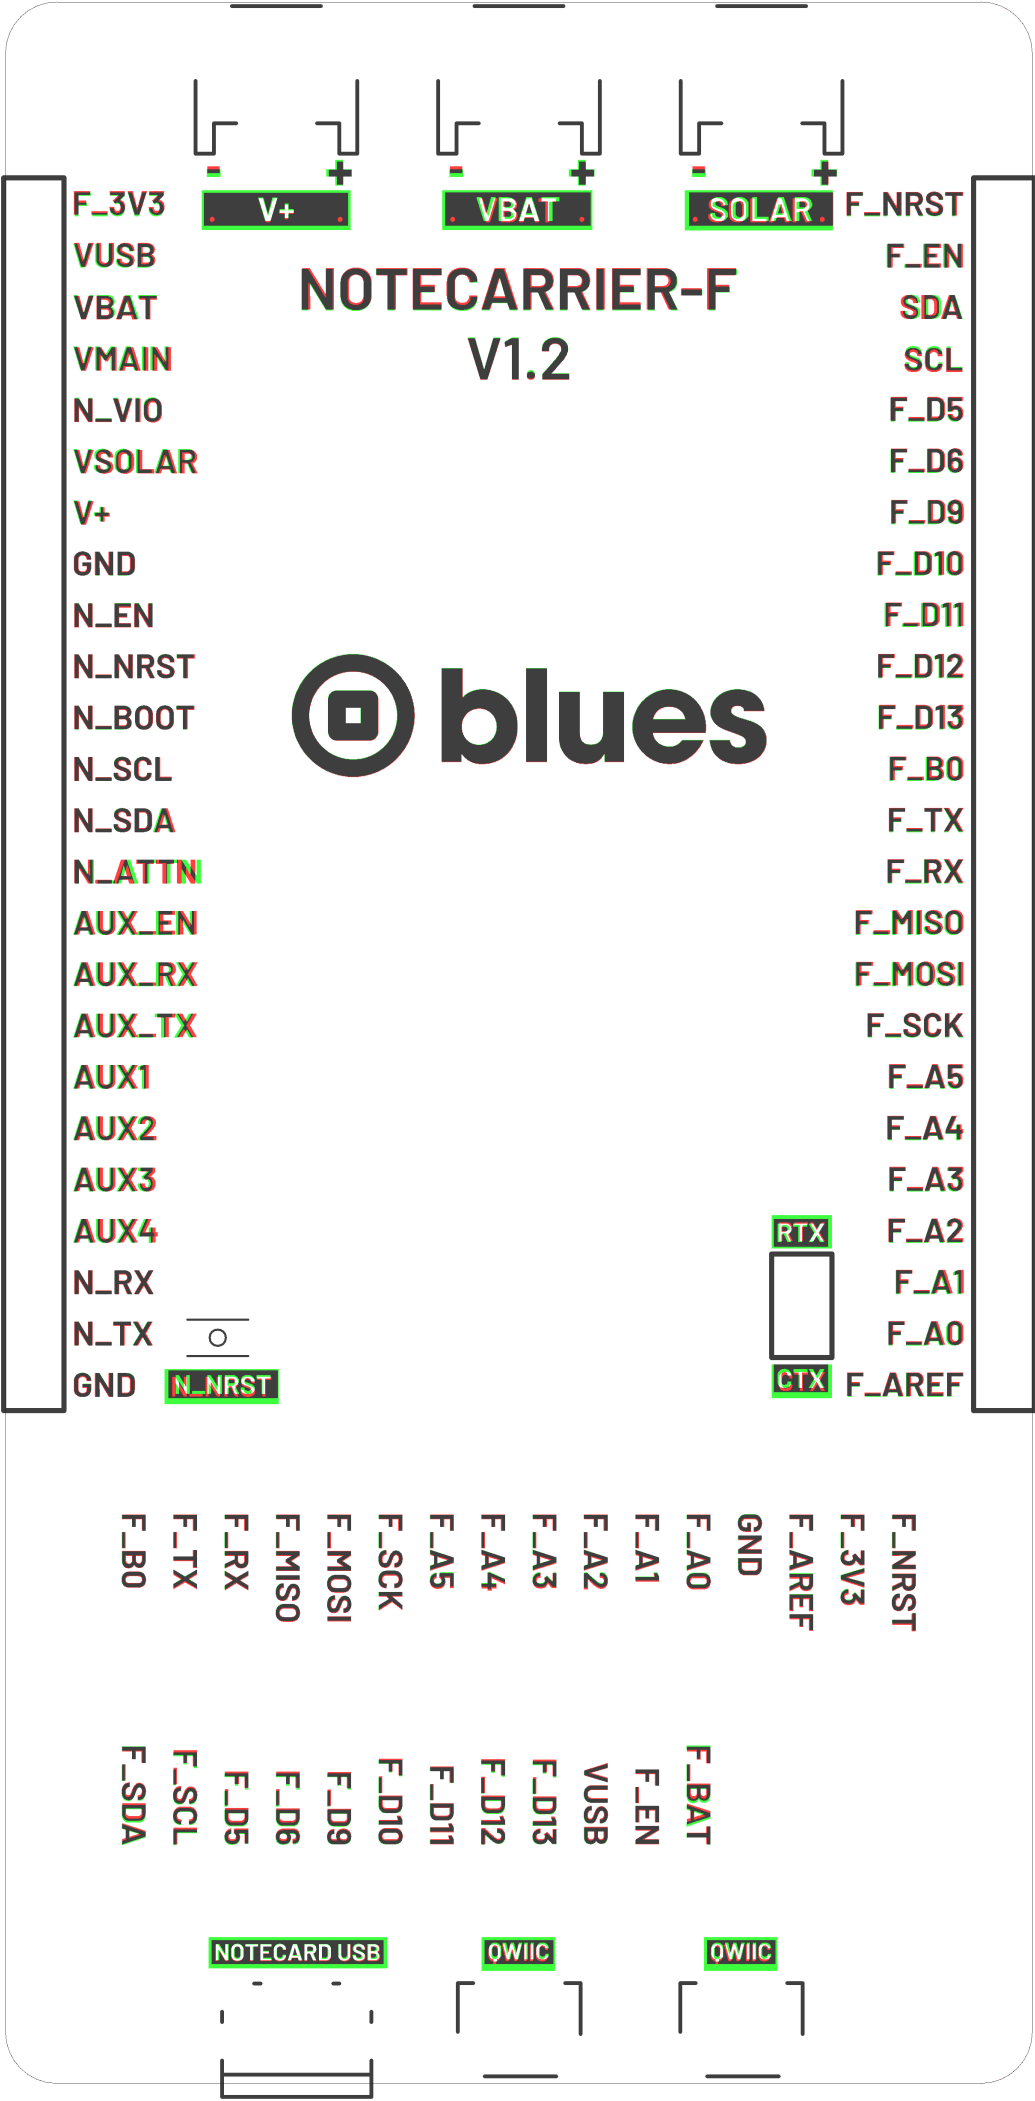 - +
- +
- +
V+
VBAT
SOLAR
NOTECARRIER-F
V1.2
F_3V3
VUSB
VBAT
VMAIN
N_VIO
VSOLAR
V+
GND
N_EN
N_NRST
N_BOOT
N_SCL
N_SDA
N_ATTN
AUX_EN
AUX_RX
AUX_TX
AUX1
AUX2
AUX3
AUX4
N_RX
N_TX
GND
N_NRST
blues
F_NRST
F_EN
SDA
SCL
F_D5
F_D6
F_D9
F_D10
F_D11
F_D12
F_D13
F_B0
F_TX
F_RX
F_MISO
F_MOSI
F_SCK
F_A5
F_A4
F_A3
F_A2
F_A1
F_A0
F_AREF
RTX
CTX
F_B0
F_TX
F_RX
F_MISO
F_MOSI
F_SCK
F_A5
F_A4
F_A3
F_A2
F_A1
F_A0
GND
F_AREF
F_3V3
F_NRST
F_SDA
F_SCL
F_D5
F_D6
F_D9
F_D10
F_D11
F_D12
F_D13
VUSB
F_EN
F_BAT
NOTECARD USB
QWIIC
QWIIC